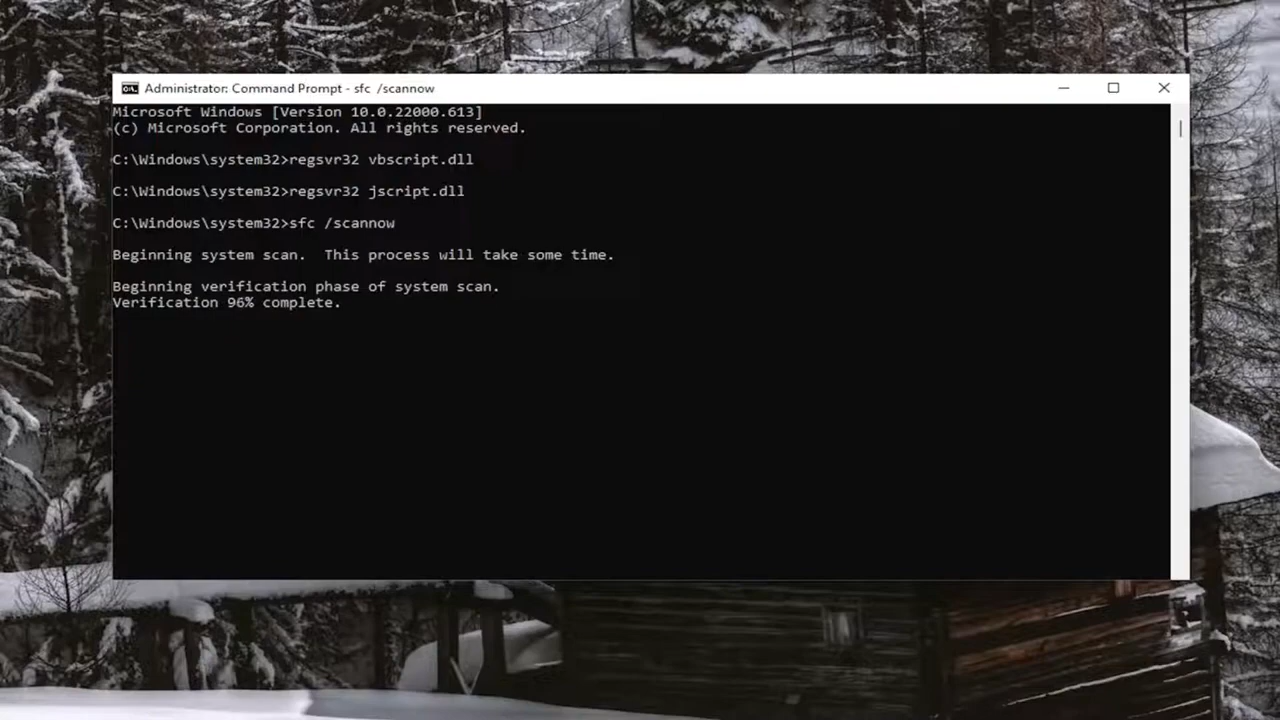 Administrator: Command Prompt - sfc /scannow
Microsoft Windows [Version 10.0.22000.613]
(c) Microsoft Corporation. All rights reserved.
C:\Windows\system32>regsvr32 vbscript.dll
C:\Windows\system32>regsvr32 jscript.dll
C:\Windows\system32>sfc /scannow
Beginning system scan.  This process will take some time.
Beginning verification phase of system scan.
Verification 96% complete.